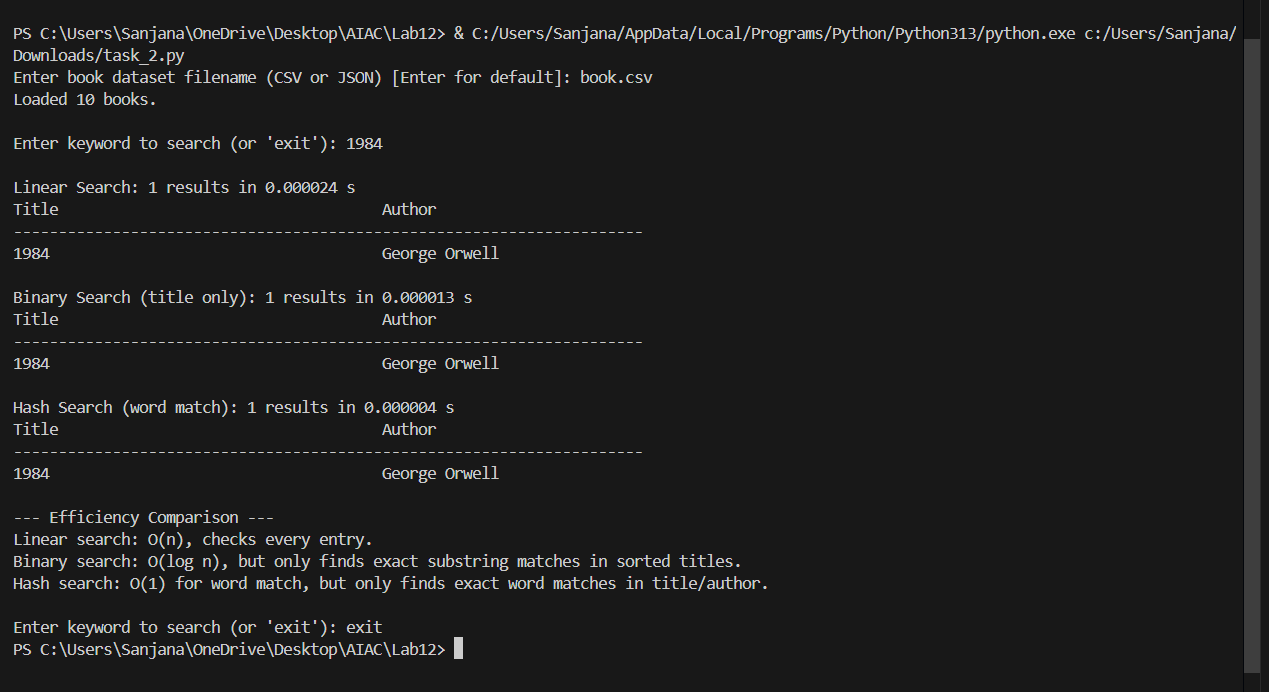 PS C:\Users\Sanjana\OneDrive\Desktop\AIAC\Lab12> & C:/Users/Sanjana/AppData/Local/Programs/Python/Python313/python.exe c:/Users/Sanjana/
Downloads/task_2.py
Enter book dataset filename (CSV or JSON) [Enter for default]: book.csv
Loaded 10 books.
Enter keyword to search (or 'exit'): 1984
Linear Search: 1 results in 0.000024 s
Title                                    Author
----------------------------------------------------------------------
1984                                     George Orwell
Binary Search (title only): 1 results in 0.000013 s
Title                                    Author
----------------------------------------------------------------------
1984                                     George Orwell
Hash Search (word match): 1 results in 0.000004 s
Title                                    Author
----------------------------------------------------------------------
1984                                     George Orwell
--- Efficiency Comparison ---
Linear search: O(n), checks every entry.
Binary search: O(log n), but only finds exact substring matches in sorted titles.
Hash search: O(1) for word match, but only finds exact word matches in title/author.
Enter keyword to search (or 'exit'): exit
PS C:\Users\Sanjana\OneDrive\Desktop\AIAC\Lab12>